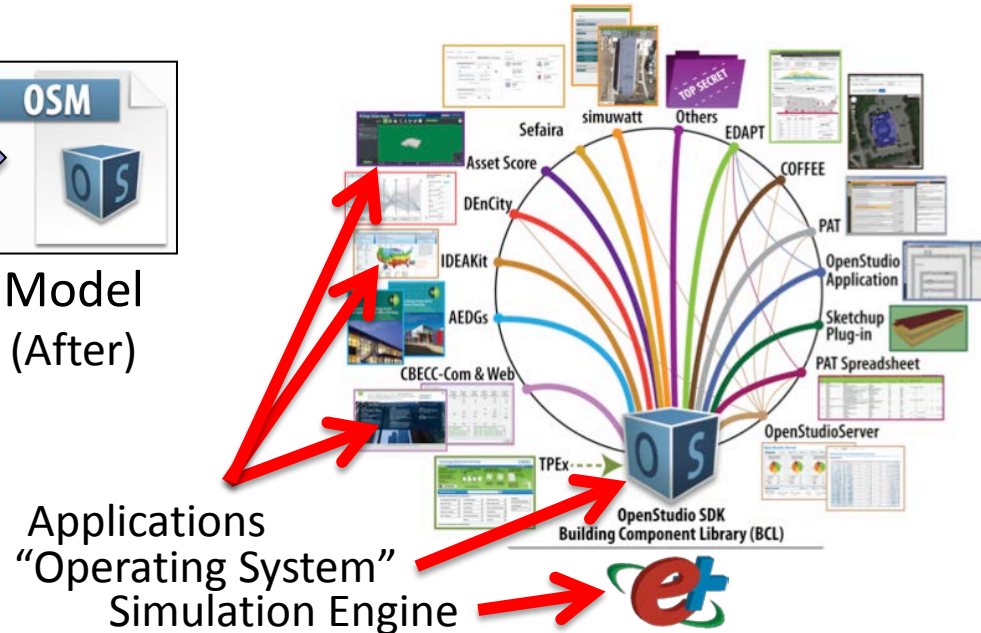 OSM
O S
Model
(After)
TOP SECRET
Others
simuwatt
Sefaira
EDAPT
Asset Score
COFFEE
DEnCity
PAT
IDEAKit
OpenStudio
Application
AEDGs
Sketchup
Plug-in
CBECC-Com & Web
PAT Spreadsheet
OpenStudioServer
O S
TPEx
OpenStudio SDK
Building Component Library (BCL)
Applications
“Operating System”
Simulation Engine
e+